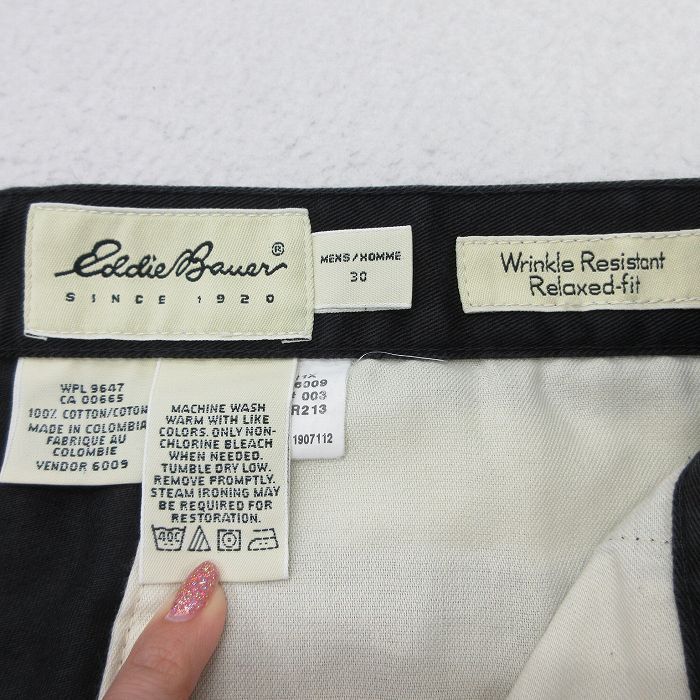 Eddie Bauer®
SINCE 1920
MENS/HOMME
30
Wrinkle Resistant
Relaxed-fit
WPL 9647
CA 00665
100% COTTON/COTON
MADE IN COLOMBIA
FABRIQUE AU
COLOMBIE
VENDOR 6009
MACHINE WASH
WARM WITH LIKE
COLORS. ONLY NON-
CHLORINE BLEACH
WHEN NEEDED.
TUMBLE DRY LOW.
REMOVE PROMPTLY.
STEAM IRONING MAY
BE REQUIRED FOR
RESTORATION.
40C
003
R213
1907112